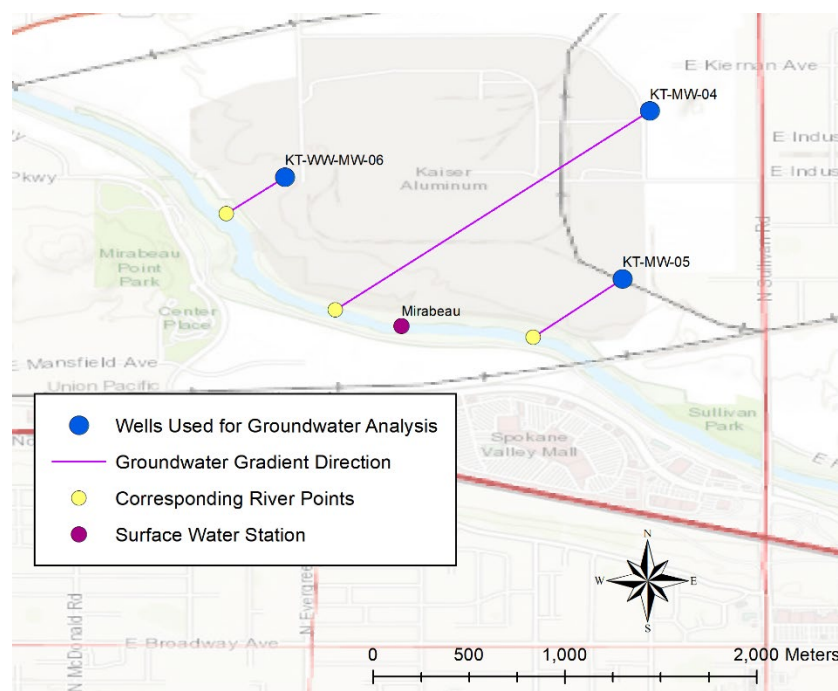 E Kiernan Ave
KT-MW-04
E Indus
E Indus
KT-WW-MW-06
Kaiser
Aluminum
Pkwy
N Sullivan Rd
Mirabeau
Point
Park
KT-MW-05
Center
Place
Mirabeau
E Mansfield Ave
Union Pacific
Sullivan
Park
Spokane
Valley Mall
Wells Used for Groundwater Analysis
Groundwater Gradient Direction
Corresponding River Points
Surface Water Station
N
W E
S
N McDonald Rd
N Evergree
E Broadway Ave
0 500 1,000 2,000 Meters